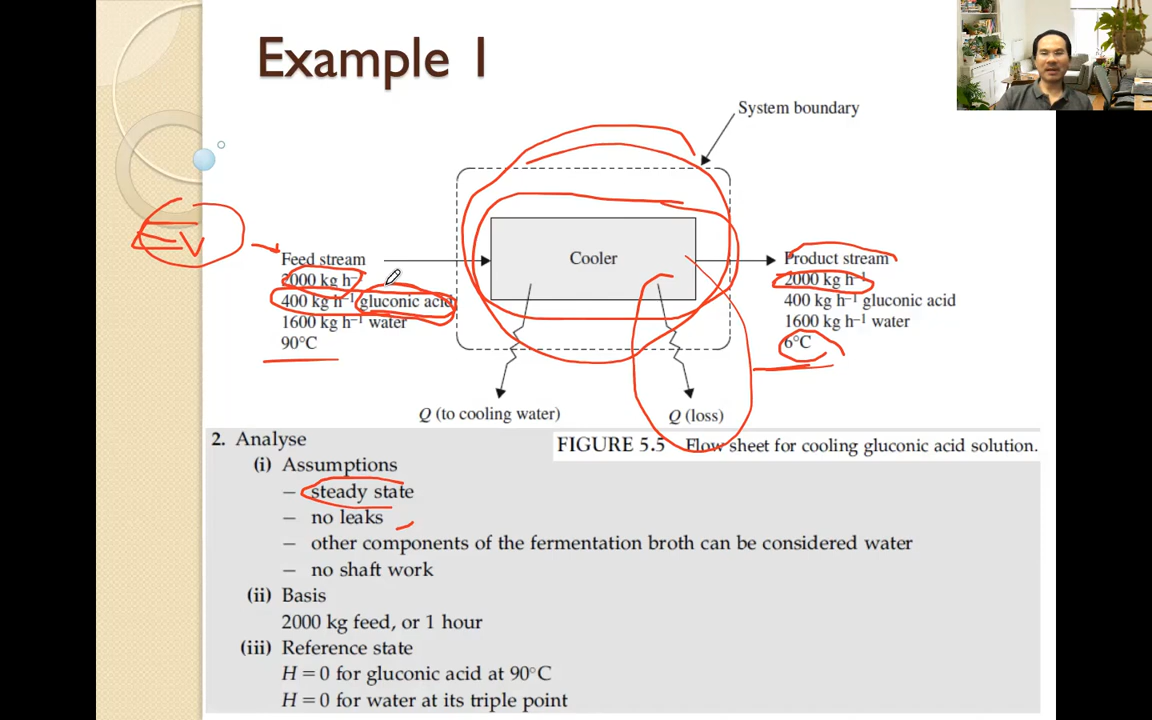 Example 1
System boundary
EV
Feed stream
2000 kg h⁻¹
400 kg h⁻¹ gluconic acid
1600 kg h⁻¹ water
90°C
Cooler
Product stream
2000 kg h⁻¹
400 kg h⁻¹ gluconic acid
1600 kg h⁻¹ water
6°C
Q (to cooling water)
Q (loss)
FIGURE 5.5 Flow sheet for cooling gluconic acid solution.
2. Analyse
(i) Assumptions
– steady state
– no leaks
– other components of the fermentation broth can be considered water
– no shaft work
(ii) Basis
2000 kg feed, or 1 hour
(iii) Reference state
H = 0 for gluconic acid at 90°C
H = 0 for water at its triple point